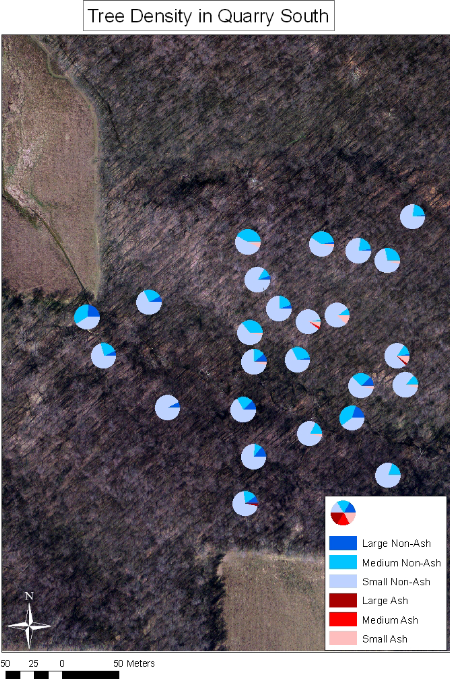 Tree Density in Quarry South
Large Non-Ash
Medium Non-Ash
Small Non-Ash
Large Ash
Medium Ash
Small Ash
N
50 25 0 50 Meters